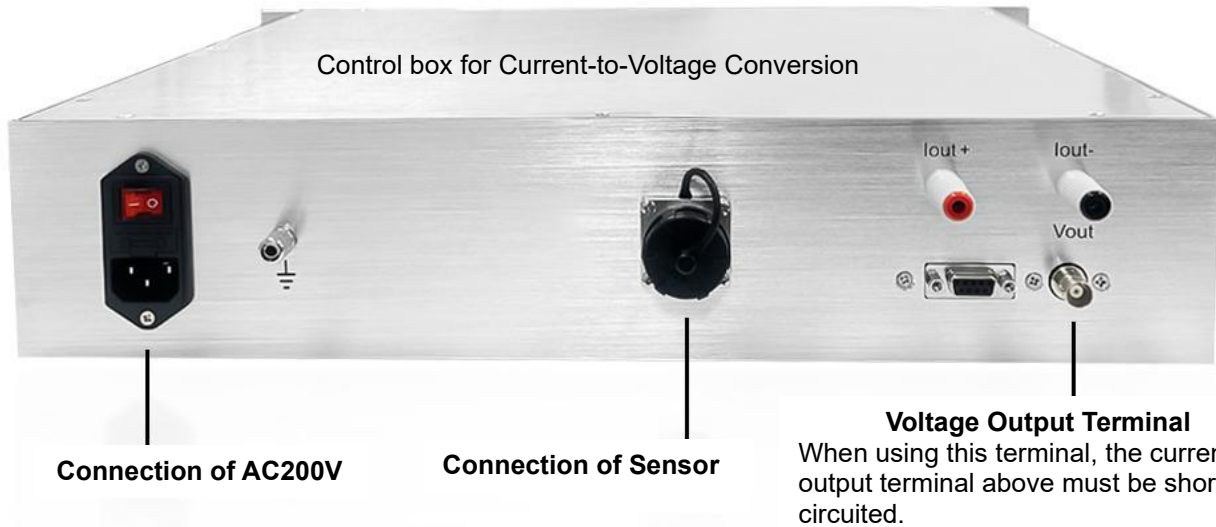 Control box for Current-to-Voltage Conversion
Iout +
Iout-
Vout
Connection of AC200V
Connection of Sensor
Voltage Output Terminal
When using this terminal, the curren
output terminal above must be shor
circuited.